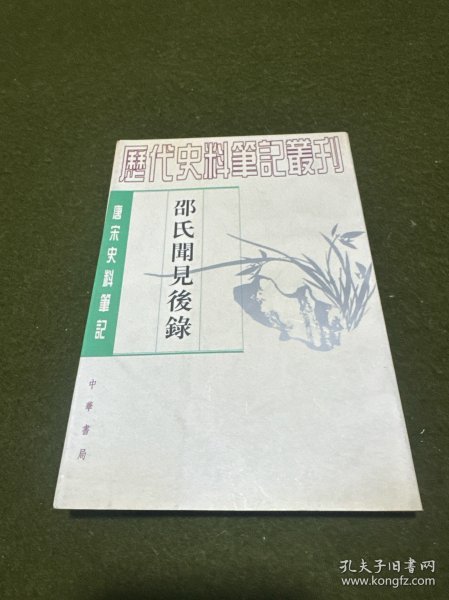 歷代史料筆記叢刊
唐宋史料筆記
邵氏聞見後錄
中華書局
孔夫子旧书网
www.kongfz.com